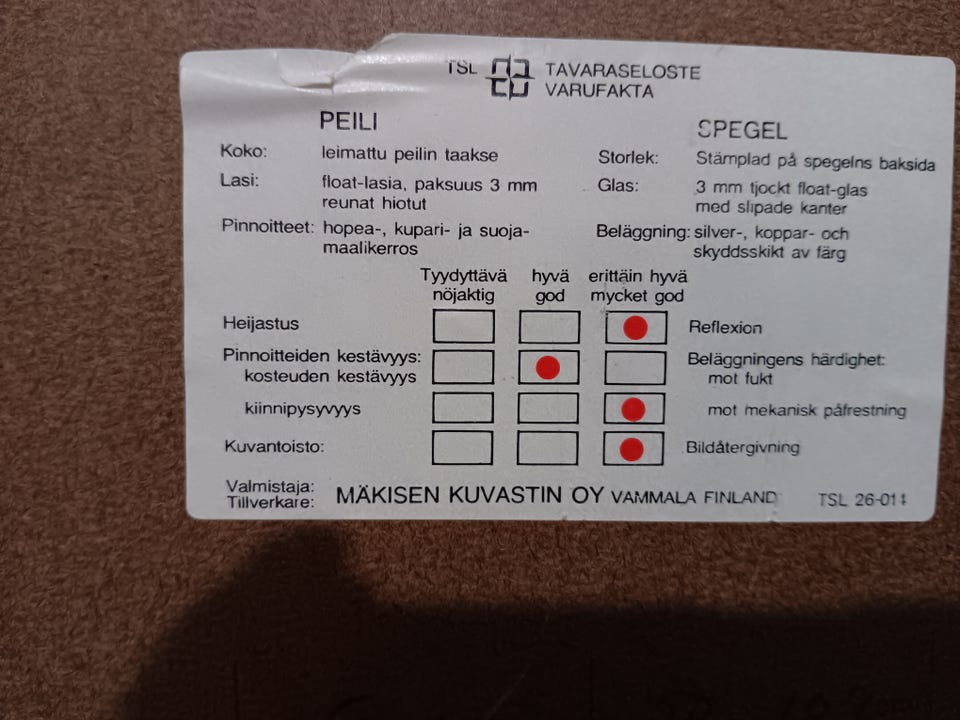 TSL TAVARASELOSTE
VARUFAKTA
PEILI
Koko: leimattu peilin taakse
Lasi: float-lasia, paksuus 3 mm
reunat hiotut
Pinnoitteet: hopea-, kupari- ja suoja-
maalikerros
SPEGEL
Storlek: Stämplad på spegelns baksida
Glas: 3 mm tjockt float-glas
med slipade kanter
Beläggning: silver-, koppar- och
skyddsskikt av färg
Tyydyttävä hyvä erittäin hyvä
nöjaktig god mycket god
Heijastus Reflexion
Pinnoitteiden kestävyys: Beläggningens härdighet:
kosteuden kestävyys mot fukt
kiinnipysyvyys mot mekanisk påfrestning
Kuvantoisto: Bildåtergivning
Valmistaja:
Tillverkare: MÄKISEN KUVASTIN OY VAMMALA FINLAND TSL